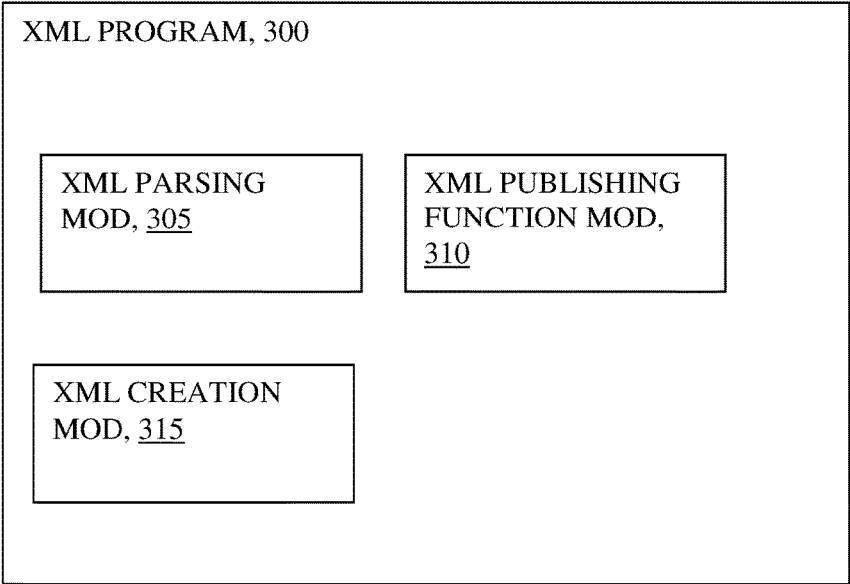 XML PROGRAM, 300
XML PARSING
MOD, 305
XML PUBLISHING
FUNCTION MOD,
310
XML CREATION
MOD, 315